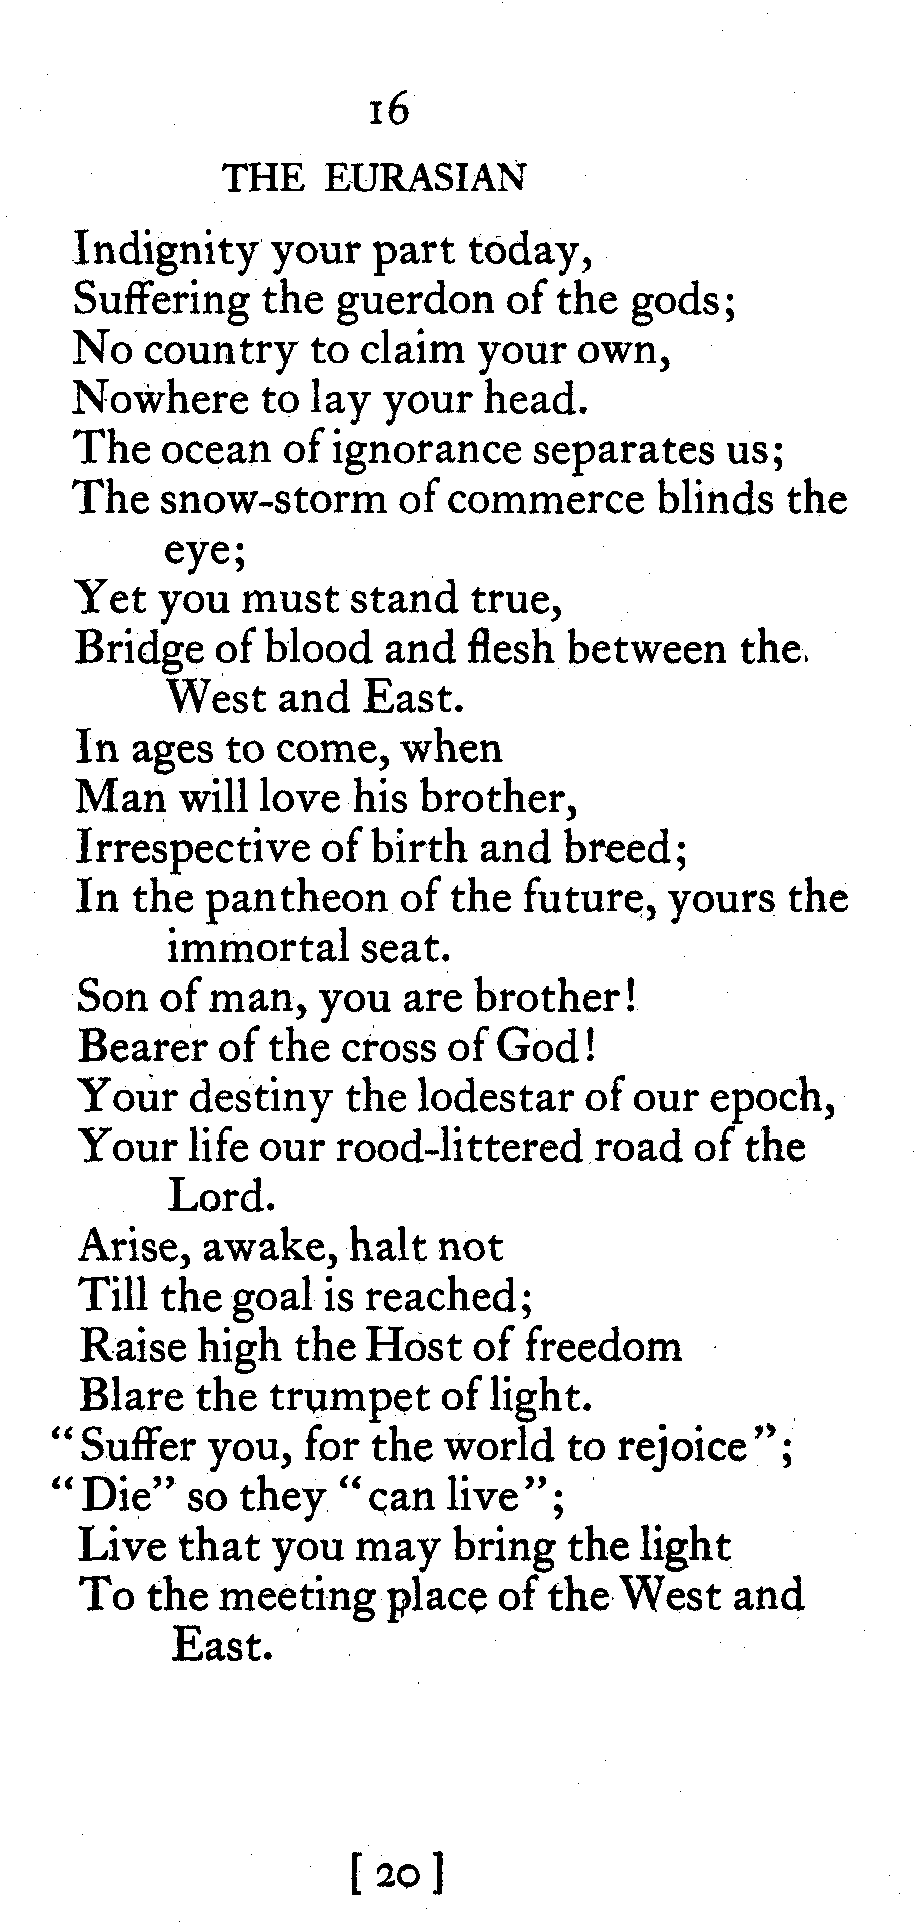 16
THE EURASIAN
Indignity your part today,
Suffering the guerdon of the gods;
No country to claim your own,
Nowhere to lay your head.
The ocean of ignorance separates us;
The snow-storm of commerce blinds the
eye;
Yet you must stand true,
Bridge of blood and flesh between the
West and East.
In ages to come, when
Man will love his brother,
Irrespective of birth and breed;
In the pantheon of the future, yours the
immortal seat.
Son of man, you are brother!
Bearer of the cross of God!
Your destiny the lodestar of our epoch,
Your life our rood-littered road of the
Lord.
Arise, awake, halt not
Till the goal is reached;
Raise high the Host of freedom
Blare the trumpet of light.
"Suffer you, for the world to rejoice";
"Die" so they "can live";
Live that you may bring the light
To the meeting place of the West and
East.
[ 20 ]